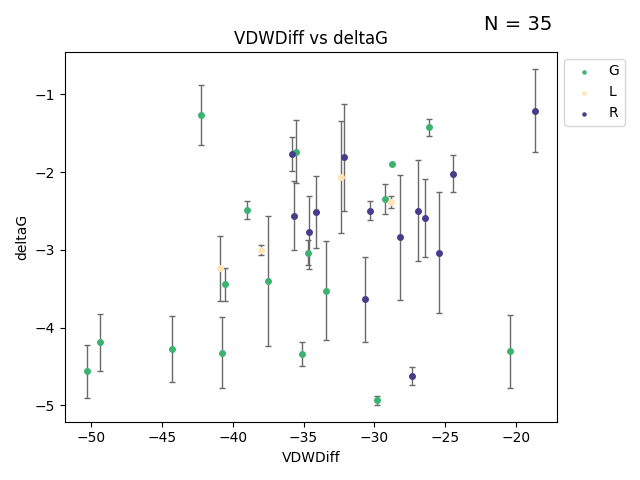 N = 35
VDWDiff vs deltaG
G
L
R
−1
−2
−3
−4
−5
deltaG
−50
−45
−40
−35
−30
−25
−20
VDWDiff